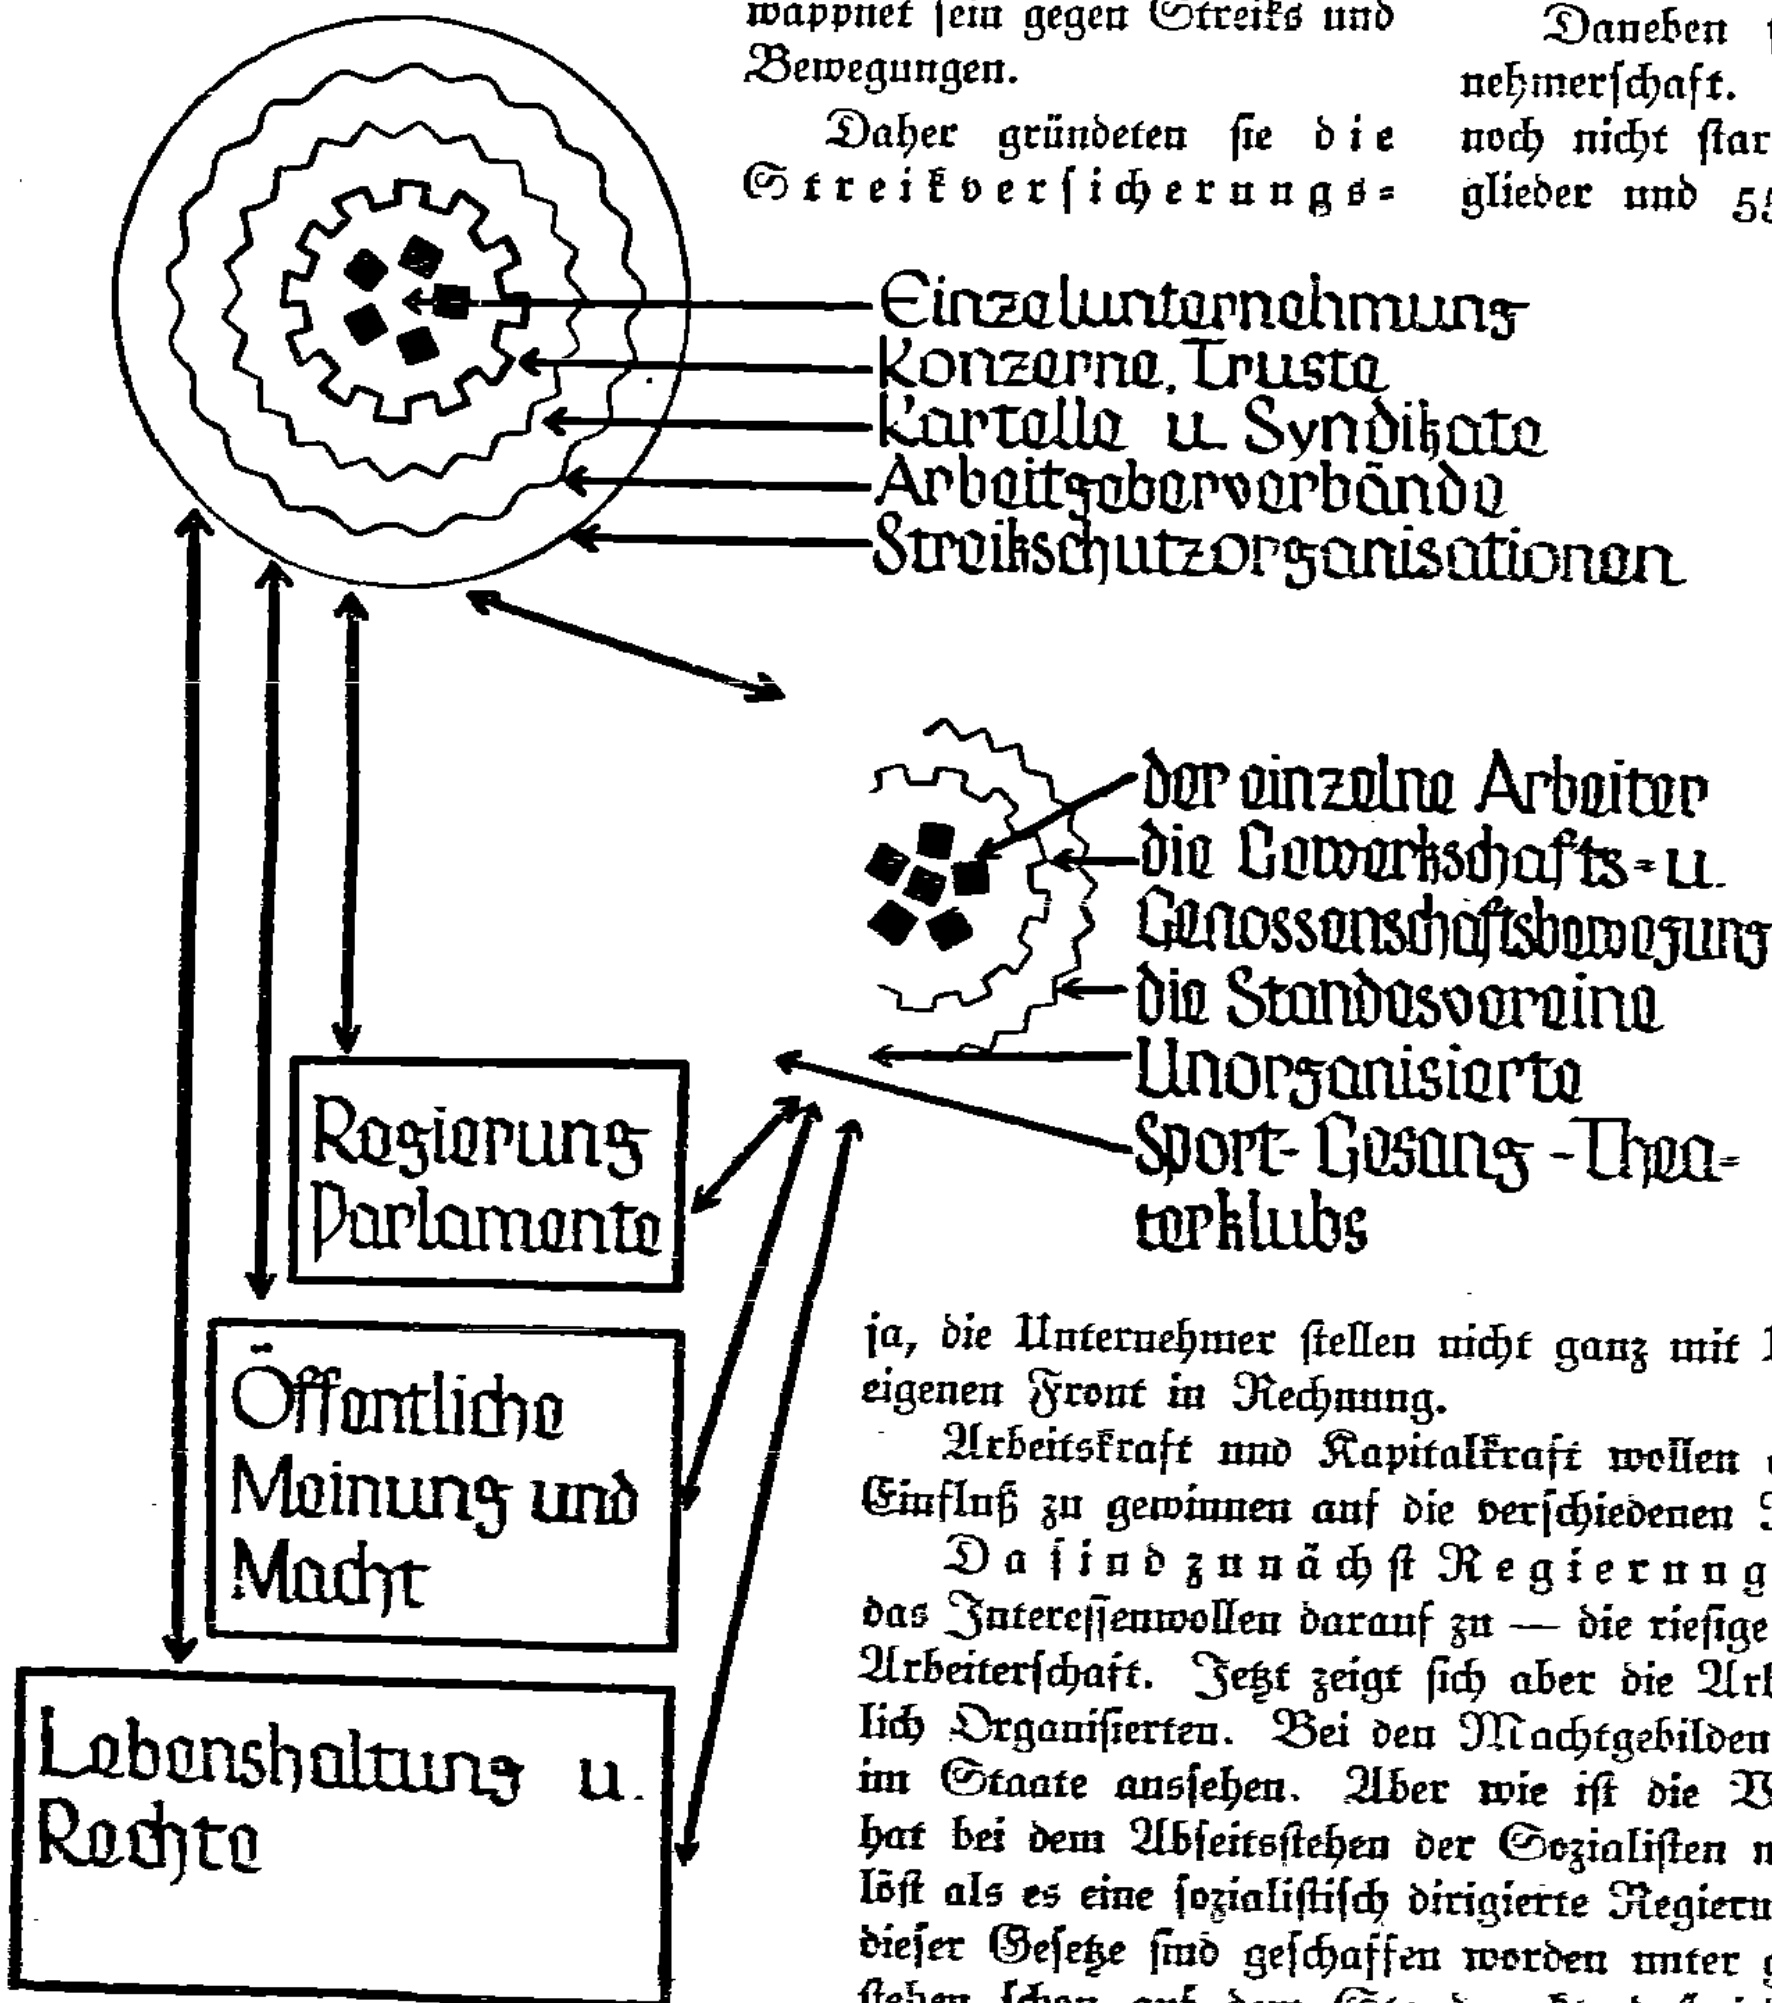 wappnet sein gegen Streiks und
Bewegungen.
Daher gründeten sie die
Streikversicherungs=
Daneben
nehmerschaft.
noch nicht
glieder und
Einzelunternehmung
Konzerne, Truste
Kartelle u. Syndikate
Arbeitgeberverbände
Streikschutzorganisationen
der einzelne Arbeiter
die Gewerkschafts=u.
Genossenschaftsbewegung
die Standesvereine
Unorganisierte
Sport- Gesang -Thea=
terklubs
Regierung
Parlamente
Öffentliche
Meinung und
Macht
Lebenshaltung u.
Rechte
ja, die Unternehmer stellen nicht ganz mit
eigenen Front in Rechnung.
Arbeitskraft und Kapitalkraft wollen
Einfluß zu gewinnen auf die verschiedenen
Da sind zunächst Regierung
das Interessenwollen darauf zu — die riesige
Arbeiterschaft. Jetzt zeigt sich aber die
lich Organisierten. Bei den Machtgebilden
im Staate aussehen. Aber wie ist die
hat bei dem Abseitsstehen der Sozialisten
löst als es eine sozialistisch dirigierte
dieser Gesetze sind geschaffen worden unter
stehen schon auf dem